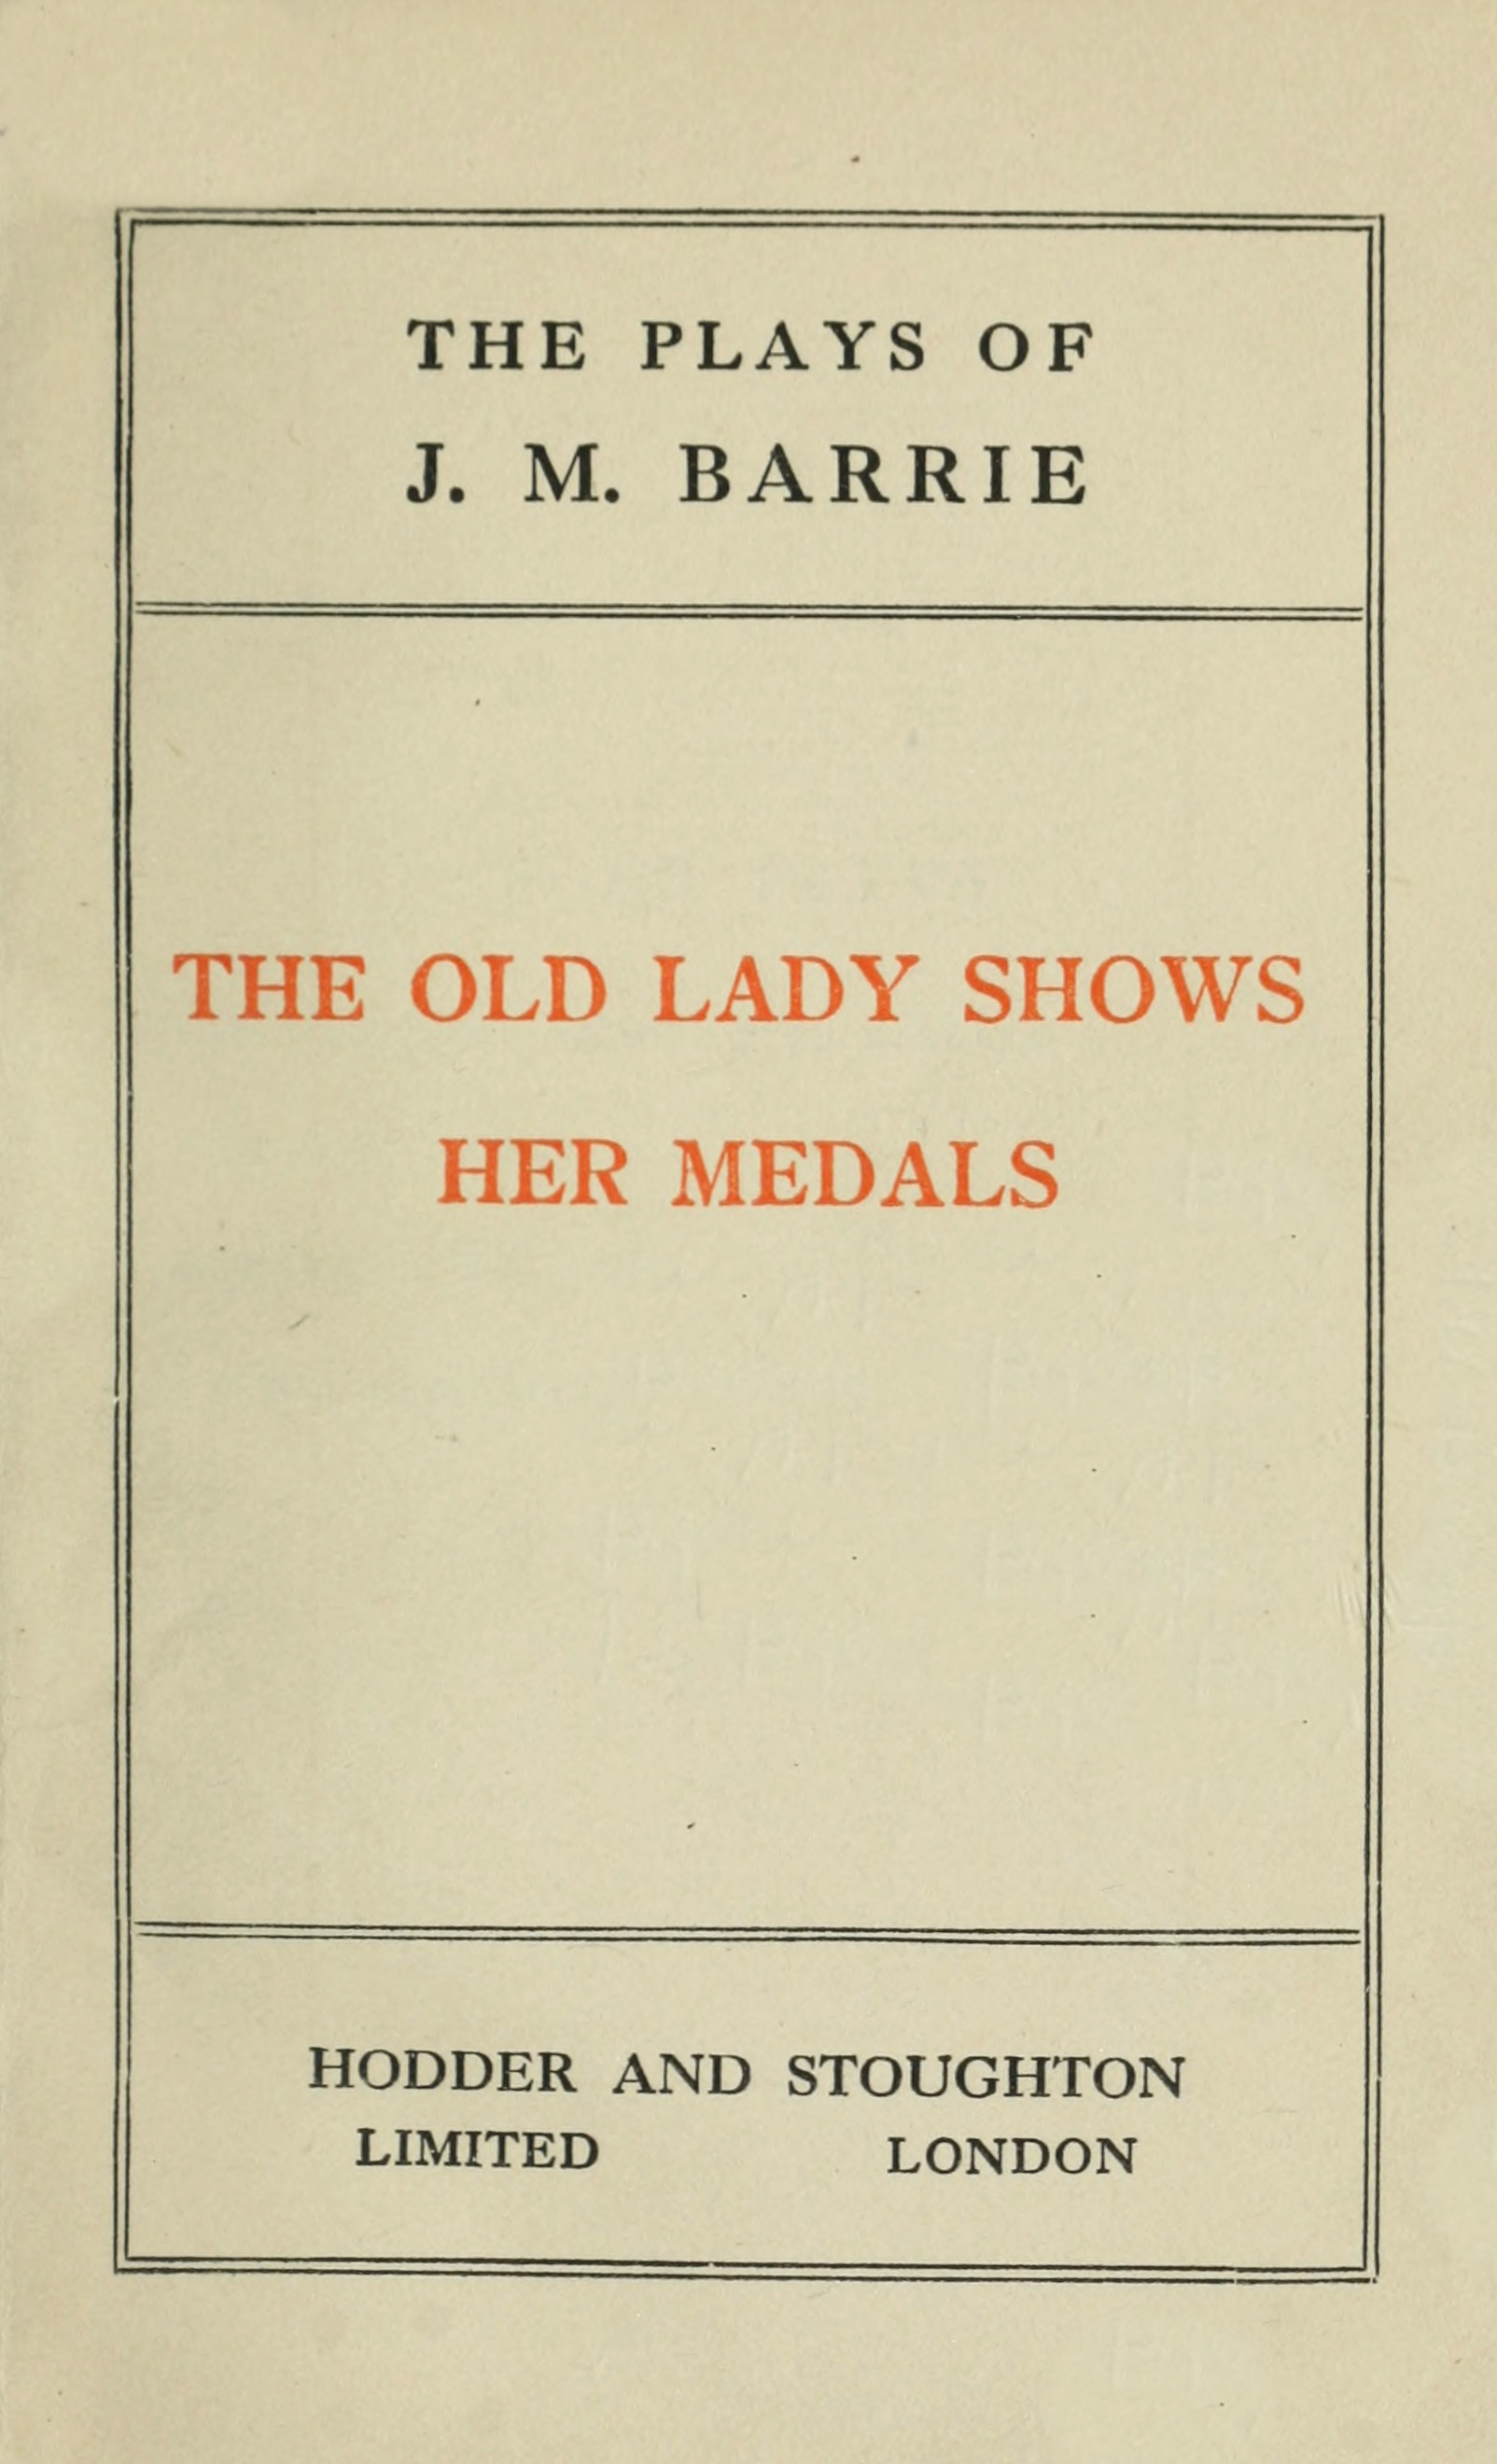 THE PLAYS OF
J. M. BARRIE
THE OLD LADY SHOWS
HER MEDALS
HODDER AND STOUGHTON
LIMITED LONDON